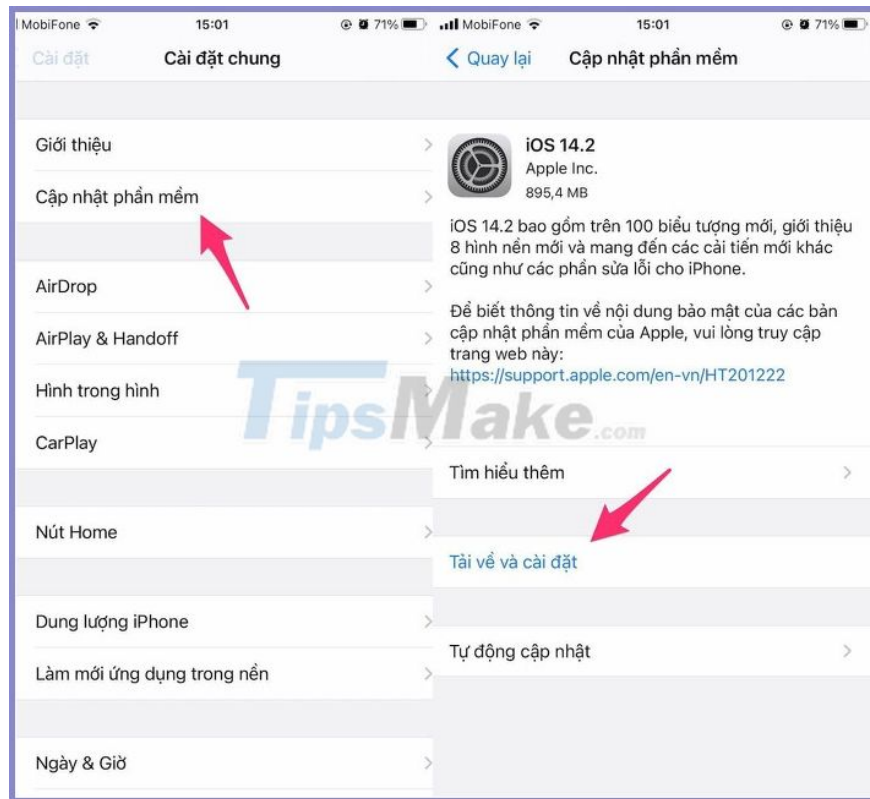 MobiFone 15:01 71%
Cài đặt Cài đặt chung
Giới thiệu
Cập nhật phần mềm
AirDrop
AirPlay & Handoff
Hình trong hình
CarPlay
Nút Home
Dung lượng iPhone
Làm mới ứng dụng trong nền
Ngày & Giờ
MobiFone 15:01 71%
Quay lại Cập nhật phần mềm
iOS 14.2
Apple Inc.
895,4 MB
iOS 14.2 bao gồm trên 100 biểu tượng mới, giới thiệu
8 hình nền mới và mang đến các cải tiến mới khác
cũng như các phần sửa lỗi cho iPhone.
Để biết thông tin về nội dung bảo mật của các bản
cập nhật phần mềm của Apple, vui lòng truy cập
trang web này:
https://support.apple.com/en-vn/HT201222
Tìm hiểu thêm
Tải về và cài đặt
Tự động cập nhật
TipsMake.com